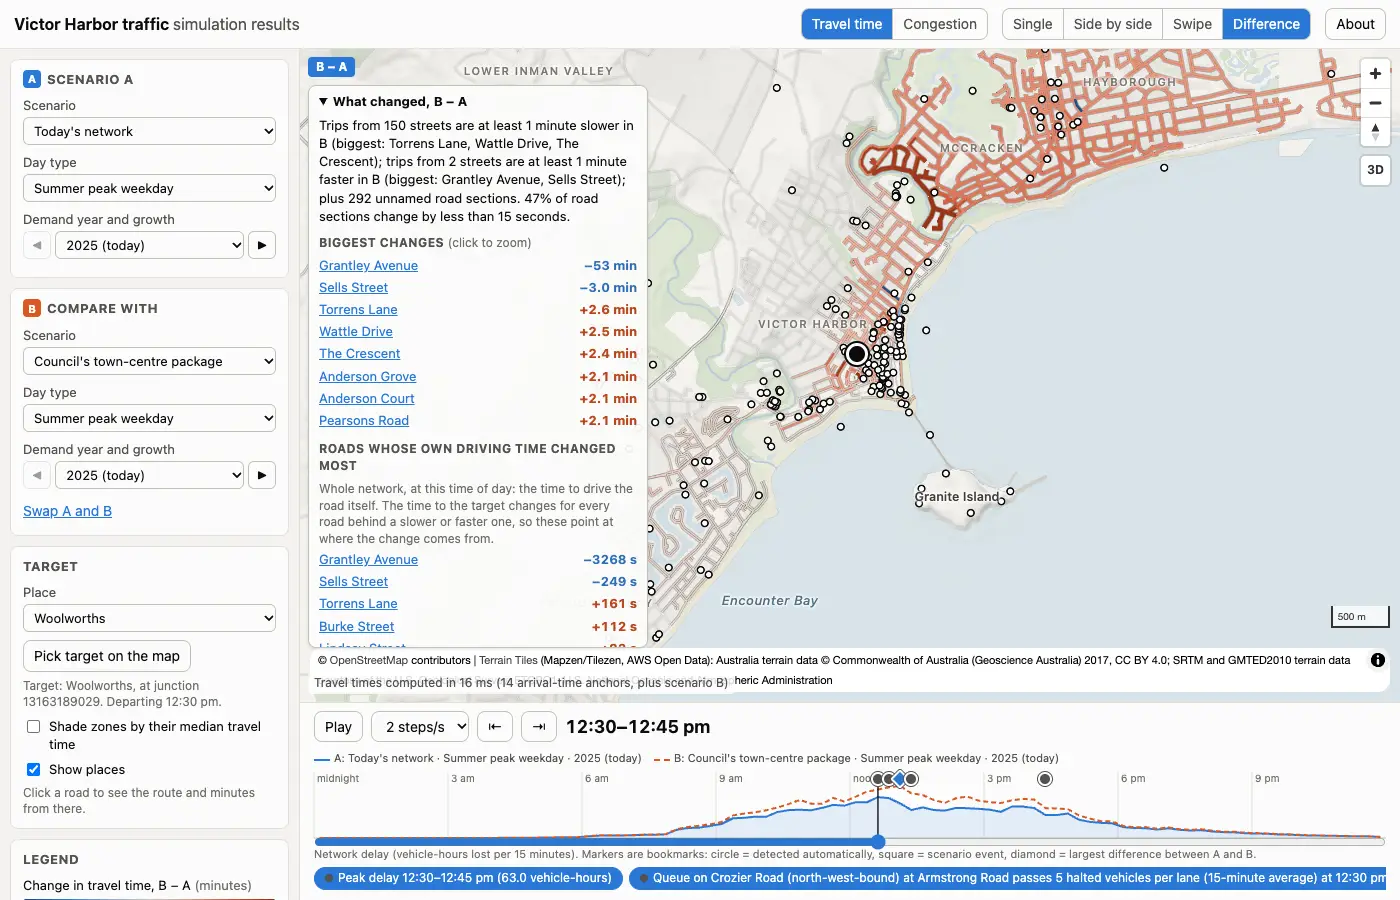 Victor Harbor traffic simulation results
Travel time
Congestion
Single
Side by side
Swipe
Difference
About
A SCENARIO A
Scenario
Today's network
Day type
Summer peak weekday
Demand year and growth
2025 (today)
B COMPARE WITH
Scenario
Council's town-centre package
Day type
Summer peak weekday
Demand year and growth
2025 (today)
Swap A and B
TARGET
Place
Woolworths
Pick target on the map
Target: Woolworths, at junction
13163189029. Departing 12:30 pm.
Shade zones by their median travel
time
Show places
Click a road to see the route and minutes
from there.
LEGEND
Change in travel time, B – A (minutes)
B – A
▼ What changed, B – A
Trips from 150 streets are at least 1 minute slower in
B (biggest: Torrens Lane, Wattle Drive, The
Crescent); trips from 2 streets are at least 1 minute
faster in B (biggest: Grantley Avenue, Sells Street);
plus 292 unnamed road sections. 47% of road
sections change by less than 15 seconds.
BIGGEST CHANGES (click to zoom)
Grantley Avenue −53 min
Sells Street −3.0 min
Torrens Lane +2.6 min
Wattle Drive +2.5 min
The Crescent +2.4 min
Anderson Grove +2.1 min
Anderson Court +2.1 min
Pearsons Road +2.1 min
ROADS WHOSE OWN DRIVING TIME CHANGED
MOST
Whole network, at this time of day: the time to drive the
road itself. The time to the target changes for every
road behind a slower or faster one, so these point at
where the change comes from.
Grantley Avenue −3268 s
Sells Street −249 s
Torrens Lane +161 s
Burke Street +112 s
LOWER INMAN VALLEY
HAYBOROUGH
MCCRACKEN
VICTOR HARBOR
Granite Island
Encounter Bay
3D
500 m
© OpenStreetMap contributors | Terrain Tiles (Mapzen/Tilezen, AWS Open Data): Australia terrain data © Commonwealth of Australia (Geoscience Australia) 2017, CC BY 4.0; SRTM and GMTED2010 terrain data
heric Administration
Travel times computed in 16 ms (14 arrival-time anchors, plus scenario B)
Play
2 steps/s
12:30–12:45 pm
A: Today's network · Summer peak weekday · 2025 (today)
B: Council's town-centre package · Summer peak weekday · 2025 (today)
midnight
3 am
6 am
9 am
noo
3 pm
6 pm
9 pm
Network delay (vehicle-hours lost per 15 minutes). Markers are bookmarks: circle = detected automatically, square = scenario event, diamond = largest difference between A and B.
Peak delay 12:30–12:45 pm (63.0 vehicle-hours)
Queue on Crozier Road (north-west-bound) at Armstrong Road passes 5 halted vehicles per lane (15-minute average) at 12:30 pm